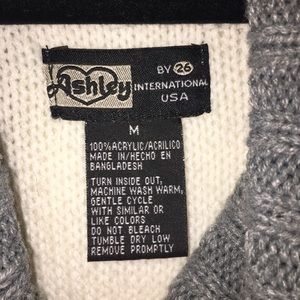 Ashley
BY 26
INTERNATIONAL
USA
M
100%ACRYLIC/ACRILICO
MADE IN/HECHO EN
BANGLADESH
TURN INSIDE OUT,
MACHINE WASH WARM,
GENTLE CYCLE
WITH SIMILAR OR
LIKE COLORS
DO NOT BLEACH
TUMBLE DRY LOW
REMOVE PROMPTLY